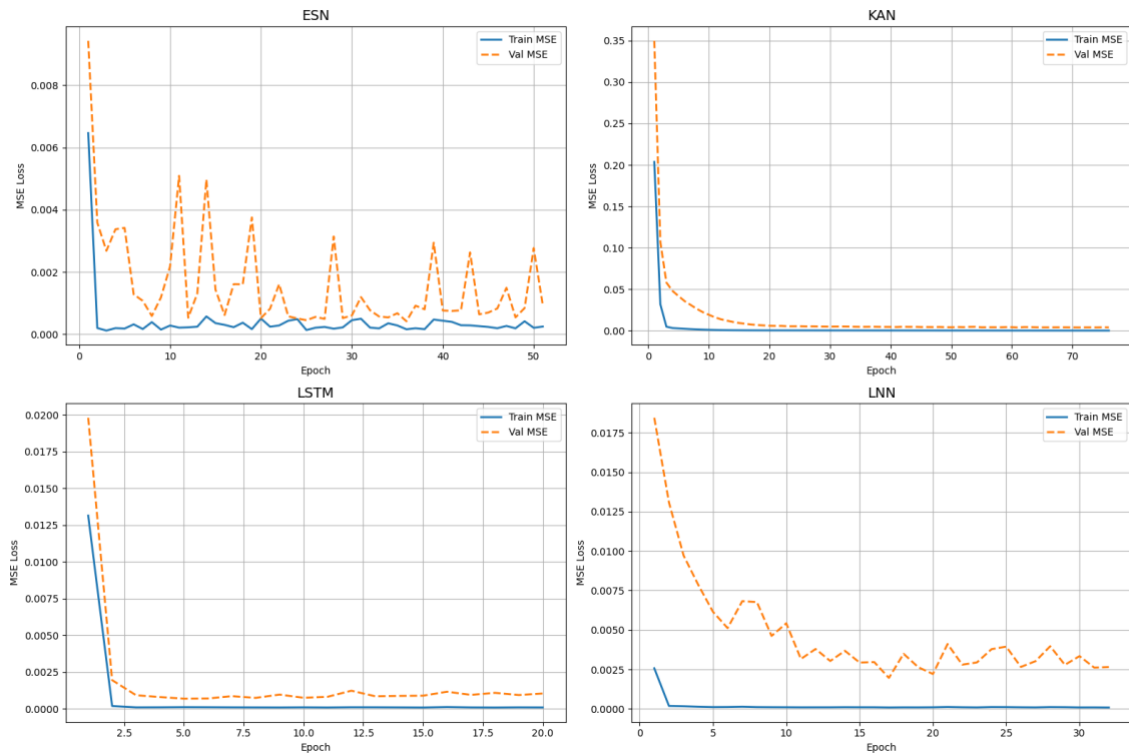 ESN
Train MSE
Val MSE
0.008
0.006
0.004
0.002
0.000
MSE Loss
0 10 20 30 40 50
Epoch
KAN
Train MSE
Val MSE
0.35
0.30
0.25
0.20
0.15
0.10
0.05
0.00
MSE Loss
0 10 20 30 40 50 60 70
Epoch
LSTM
Train MSE
Val MSE
0.0200
0.0175
0.0150
0.0125
0.0100
0.0075
0.0050
0.0025
0.0000
MSE Loss
2.5 5.0 7.5 10.0 12.5 15.0 17.5 20.0
Epoch
LNN
Train MSE
Val MSE
0.0175
0.0150
0.0125
0.0100
0.0075
0.0050
0.0025
0.0000
MSE Loss
0 5 10 15 20 25 30
Epoch